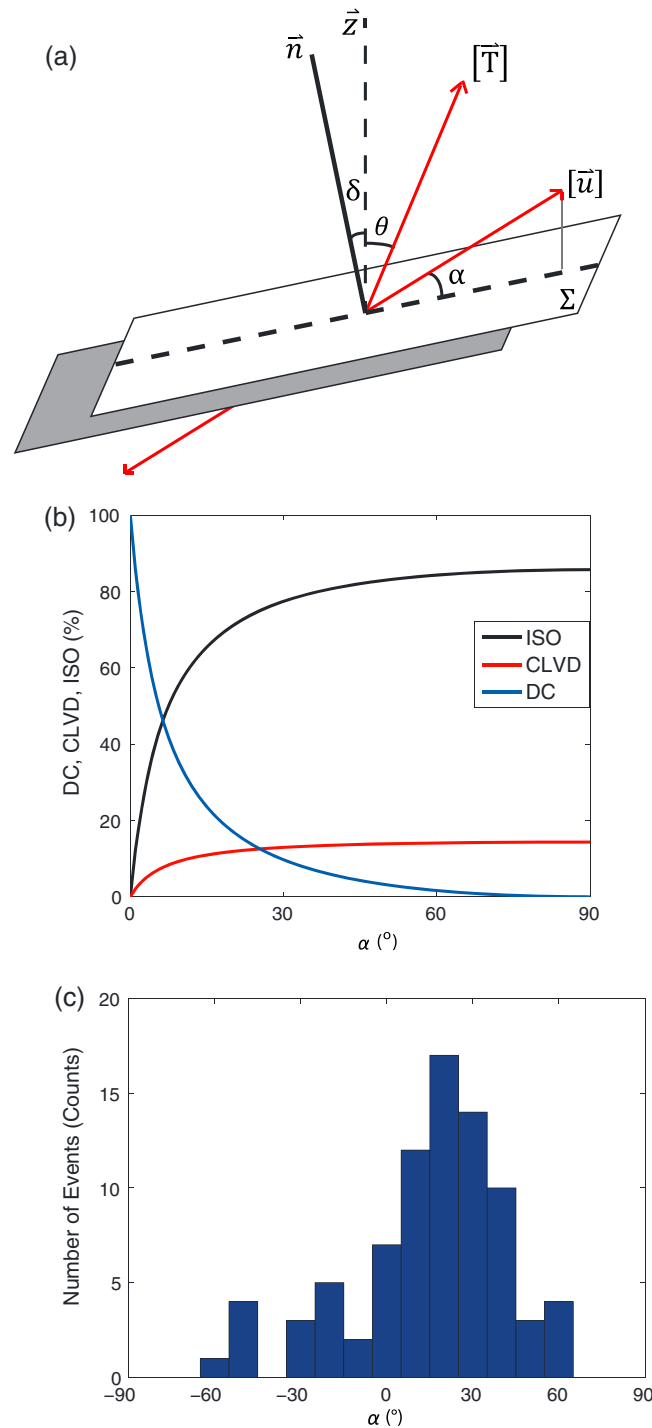 (a)
z⃗
n⃗
[T⃗]
[u⃗]
δ
θ
α
Σ
(b)
DC, CLVD, ISO (%)
100
80
60
40
20
0
ISO
CLVD
DC
0
30
60
90
α (°)
(c)
Number of Events (Counts)
20
15
10
5
0
−90
−60
−30
0
30
60
90
α (°)